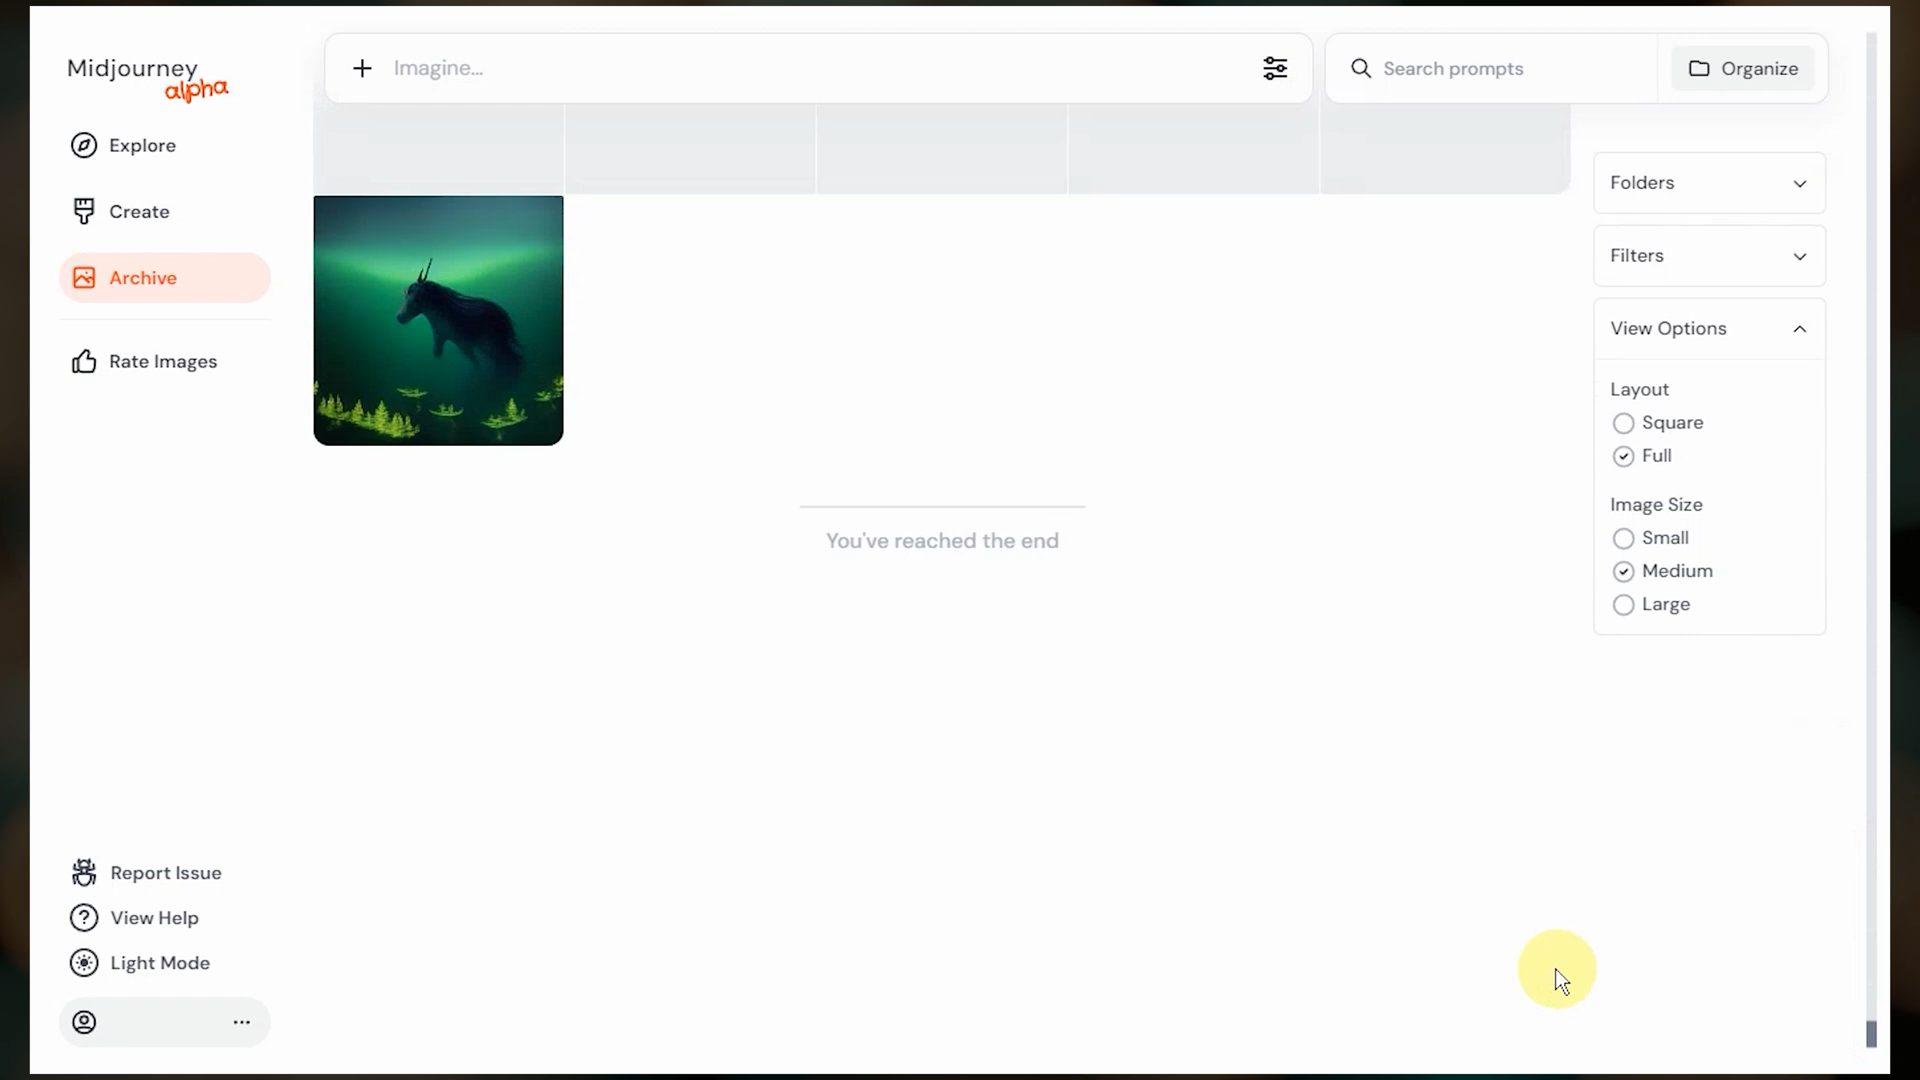 Midjourney
alpha
Imagine...
Search prompts
Organize
Explore
Create
Archive
Rate Images
Folders
Filters
View Options
Layout
Square
Full
Image Size
Small
Medium
Large
You've reached the end
Report Issue
View Help
Light Mode